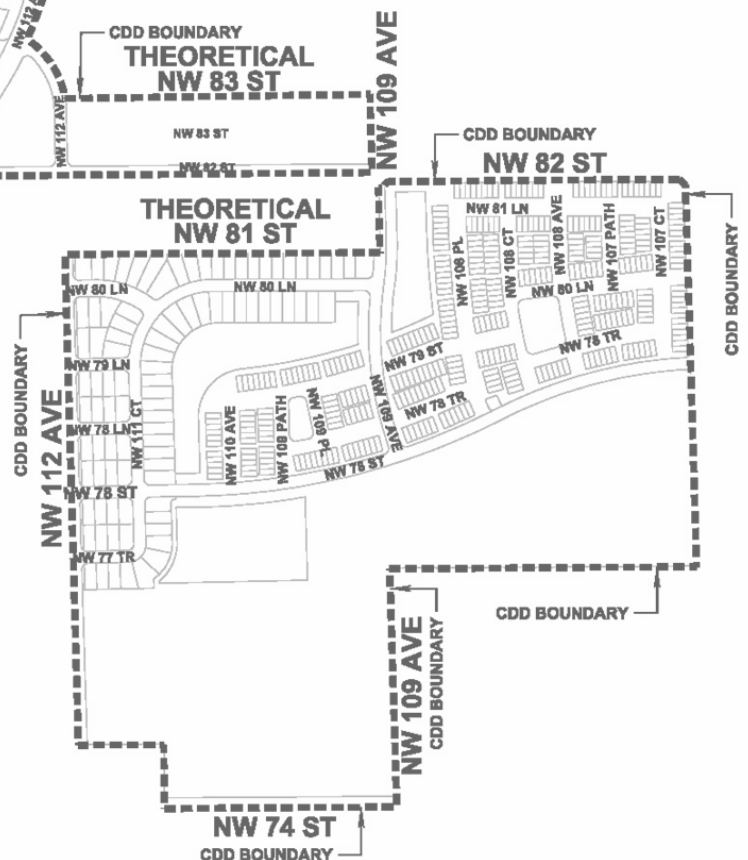 NW 112 A
CDD BOUNDARY
THEORETICAL
NW 83 ST
NW 109 AVE
NW 112 AVE
NW 83 ST
NW 82 ST
CDD BOUNDARY
NW 82 ST
THEORETICAL
NW 81 ST
NW 81 LN
NW 108 PL
NW 108 CT
NW 108 AVE
NW 107 PATH
NW 107 CT
CDD BOUNDARY
NW 80 LN
NW 80 LN
NW 80 LN
CDD BOUNDARY
NW 79 LN
NW 79 ST
NW 78 TR
NW 112 AVE
NW 78 LN
NW 111 CT
NW 110 AVE
NW 109 PATH
NW 109 PL
NW 109 AVE
NW 78 TR
NW 78 ST
NW 78 ST
NW 77 TR
CDD BOUNDARY
NW 109 AVE
CDD BOUNDARY
NW 74 ST
CDD BOUNDARY